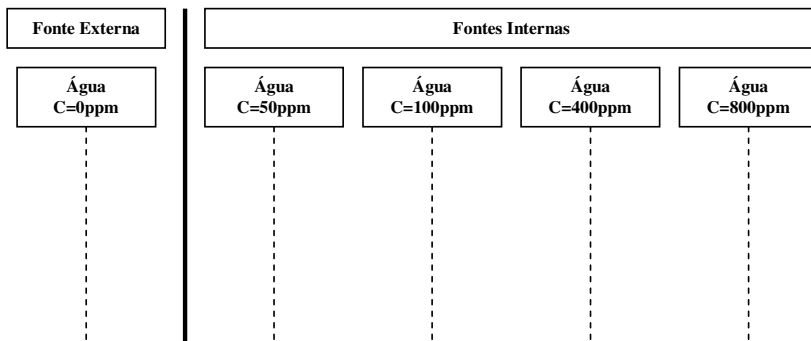 Fonte Externa
Fontes Internas
Água
C=0ppm
Água
C=50ppm
Água
C=100ppm
Água
C=400ppm
Água
C=800ppm